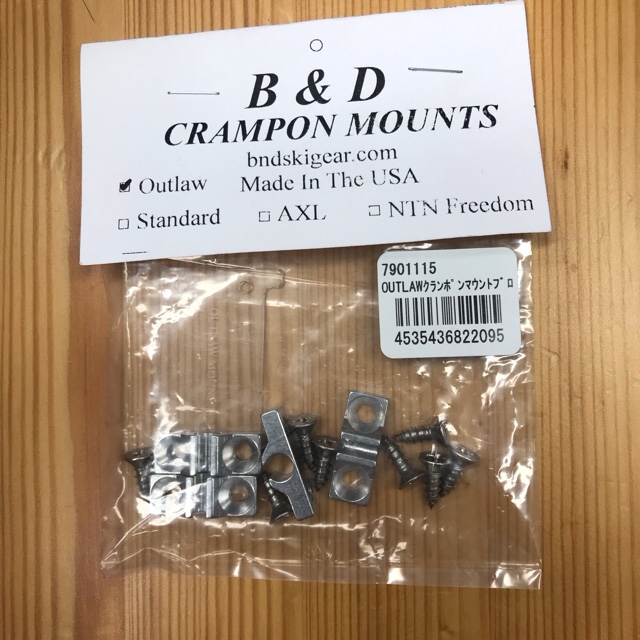 B & D
CRAMPON MOUNTS
bndskigear.com
Outlaw Made In The USA
Standard AXL NTN Freedom
7901115
OUTLAWクランポンマウントプロ
4535436822095